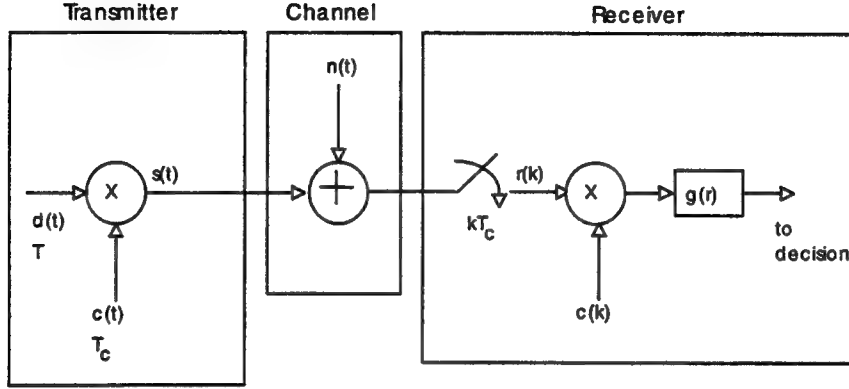 Transmitter
Channel
Receiver
n(t)
X
s(t)
+
r(k)
X
g(r)
d(t)
T
kT_c
to
decision
c(t)
T_c
c(k)